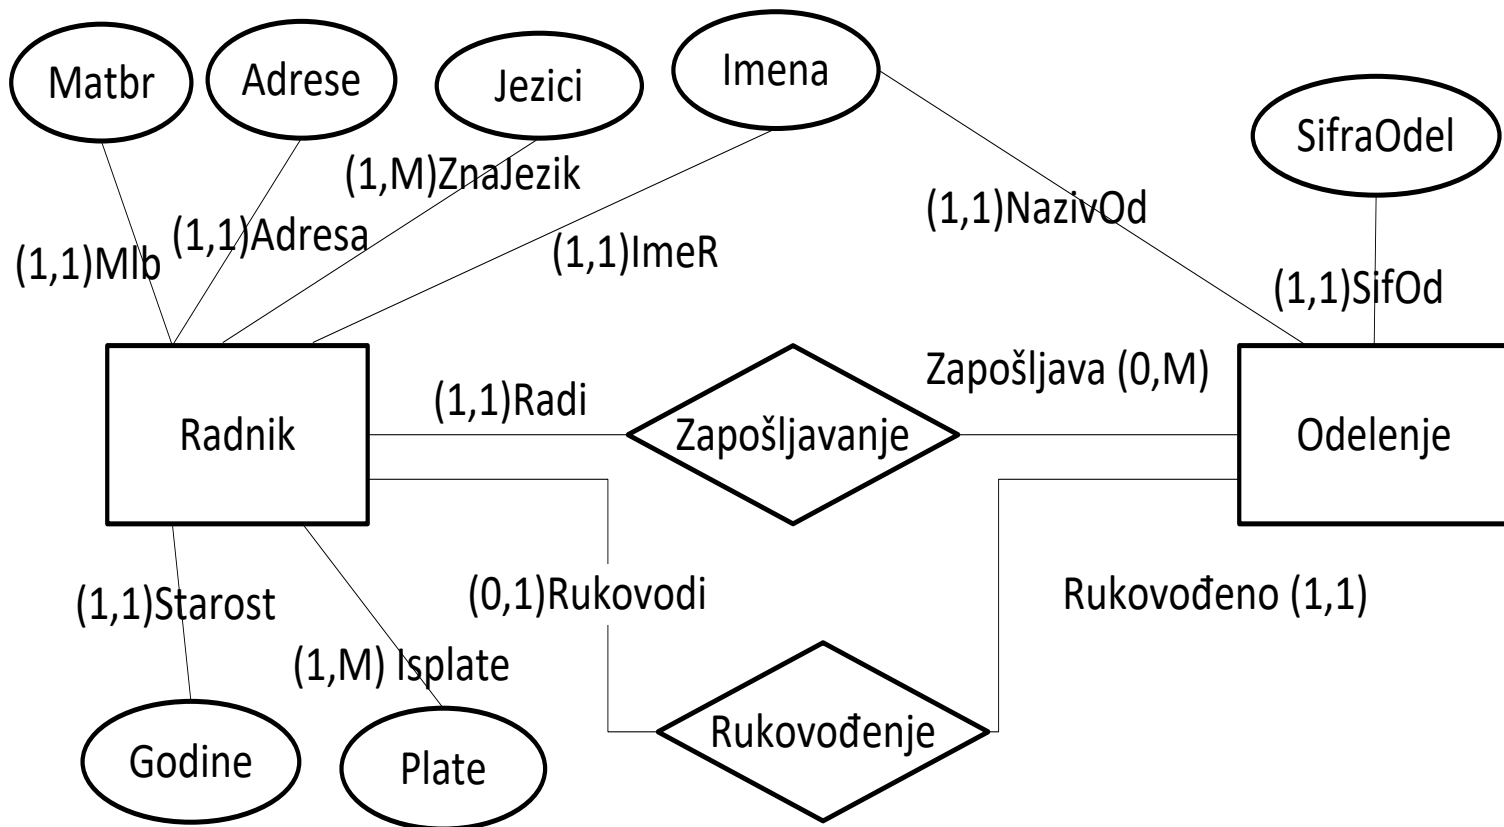 Matbr
Adrese
Jezici
Imena
SifraOdel
(1,M)ZnaJezik
(1,1)Adresa
(1,1)NazivOd
(1,1)Mlb
(1,1)ImeR
(1,1)SifOd
Zapošljava (0,M)
(1,1)Radi
Radnik
Zapošljavanje
Odelenje
(1,1)Starost
(0,1)Rukovodi
Rukovođeno (1,1)
(1,M) Isplate
Rukovođenje
Godine
Plate